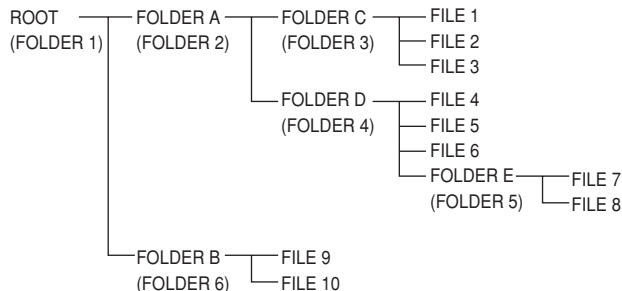 ROOT FOLDER A FOLDER C FILE 1
(FOLDER 1) (FOLDER 2) (FOLDER 3) FILE 2
FILE 3
FOLDER D FILE 4
(FOLDER 4) FILE 5
FILE 6
FOLDER E FILE 7
(FOLDER 5) FILE 8
FOLDER B FILE 9
(FOLDER 6) FILE 10